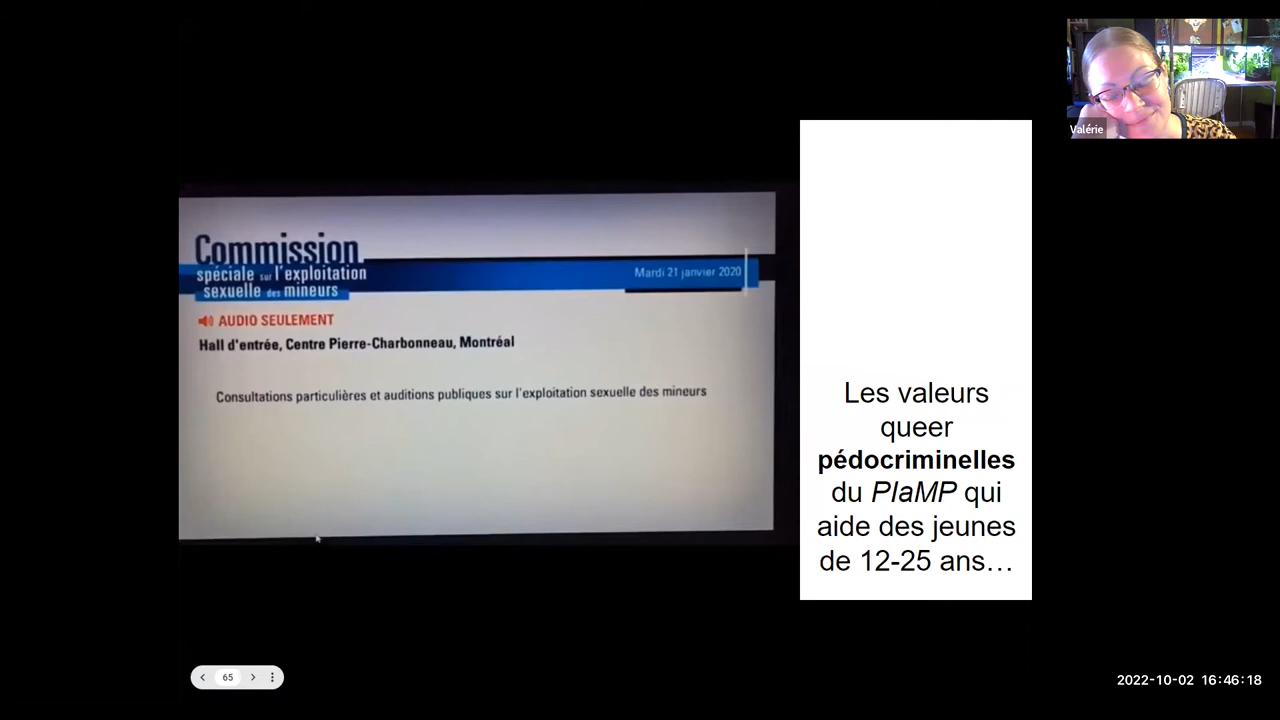 Commission
spéciale sur l'exploitation
sexuelle des mineurs
Mardi 21 janvier 2020
AUDIO SEULEMENT
Hall d'entrée, Centre Pierre-Charbonneau, Montréal
Consultations particulières et auditions publiques sur l'exploitation sexuelle des mineurs
Les valeurs
queer
pédocriminelles
du PIaMP qui
aide des jeunes
de 12-25 ans…
Valérie
65
2022-10-02 16:46:18